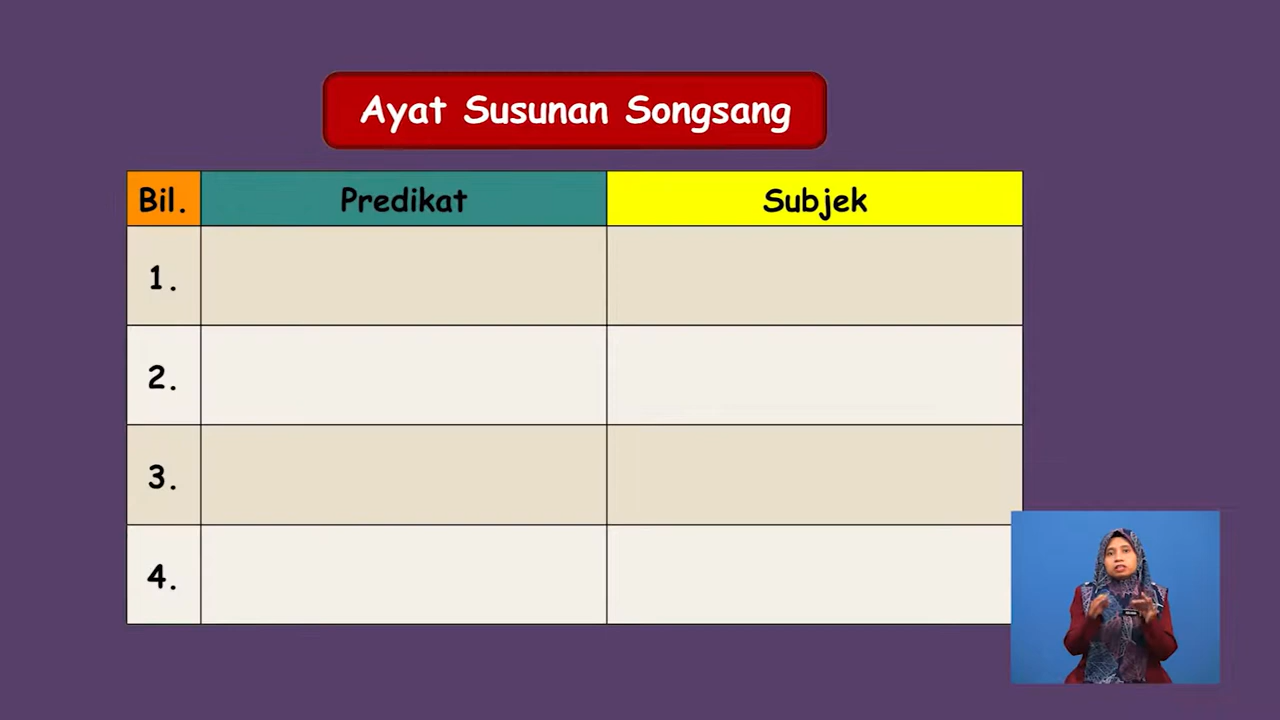 Ayat Susunan Songsang
Bil. Predikat Subjek
1.
2.
3.
4.